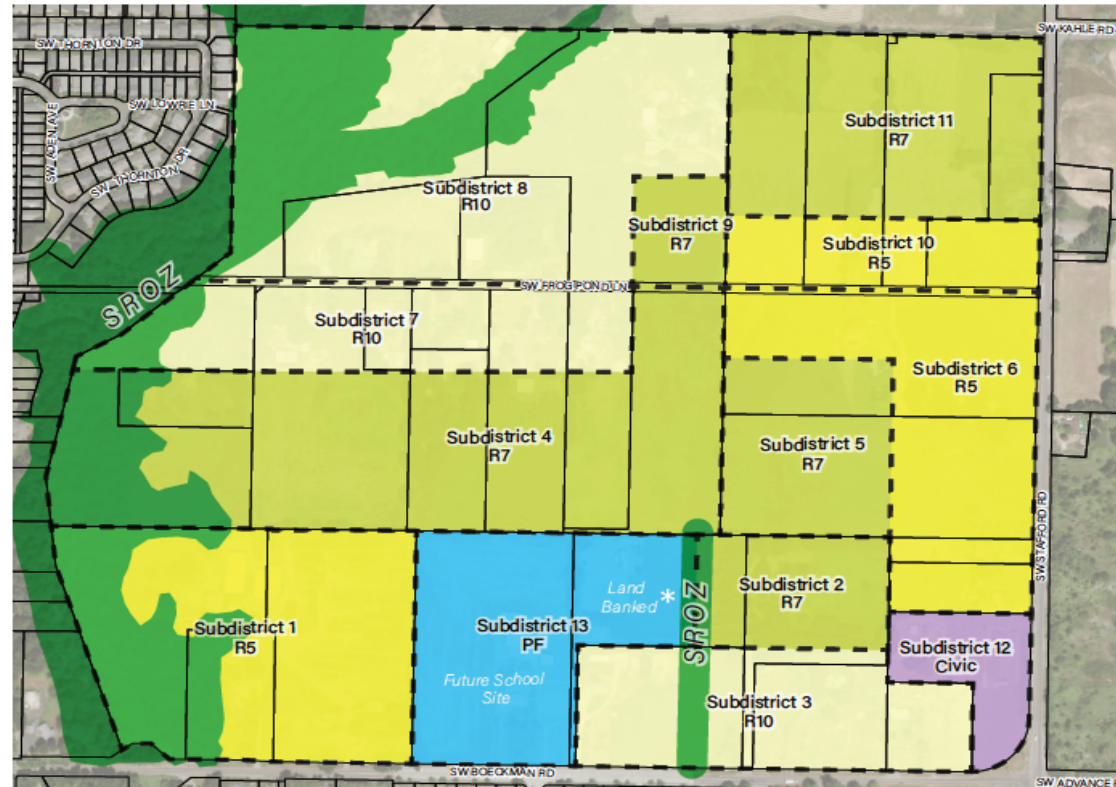 SW THORNTON DR
SW KAHLE RD
SW LOWRIE LN
SW ADEN AVE
SW THORNTON DR
Subdistrict 11
R7
Subdistrict 8
R10
Subdistrict 9
R7
Subdistrict 10
R5
SROZ
SW FROG POND LN
Subdistrict 7
R10
Subdistrict 6
R5
Subdistrict 4
R7
Subdistrict 5
R7
SW STAFFORD RD
Land
Banked *
SROZ
Subdistrict 2
R7
Subdistrict 1
R5
Subdistrict 13
PF
Subdistrict 12
Civic
Future School
Site
Subdistrict 3
R10
SW BOECKMAN RD
SW ADVANCE